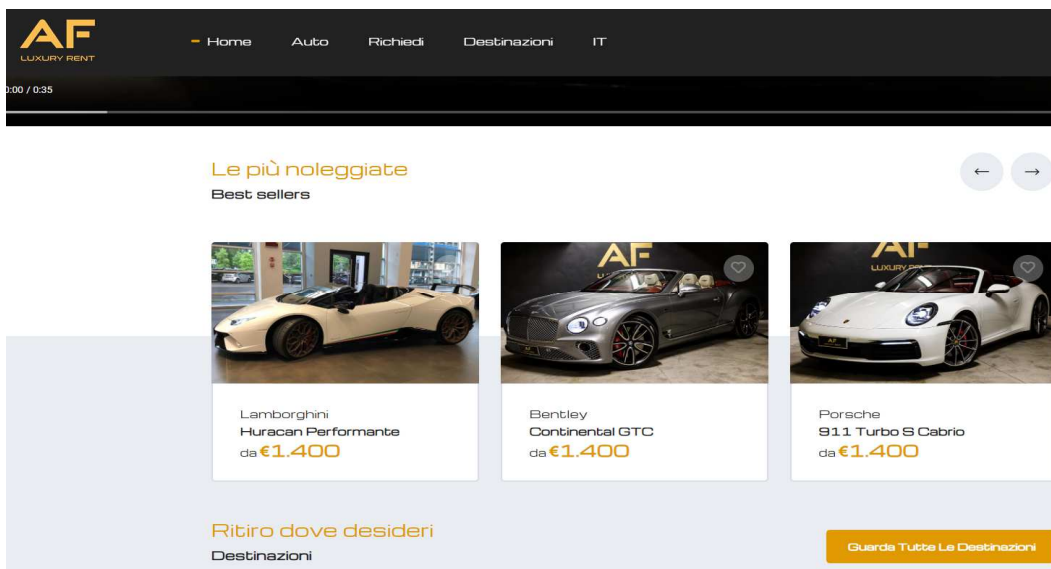 AF
LUXURY RENT
Home
Auto
Richiedi
Destinazioni
IT
0:00 / 0:35
Le più noleggiate
Best sellers
←
→
AF
AF
LUXURY RENT
AF
Lamborghini
Huracan Performante
da €1.400
Bentley
Continental GTC
da €1.400
Porsche
911 Turbo S Cabrio
da €1.400
Ritiro dove desideri
Destinazioni
Guarda Tutte Le Destinazioni